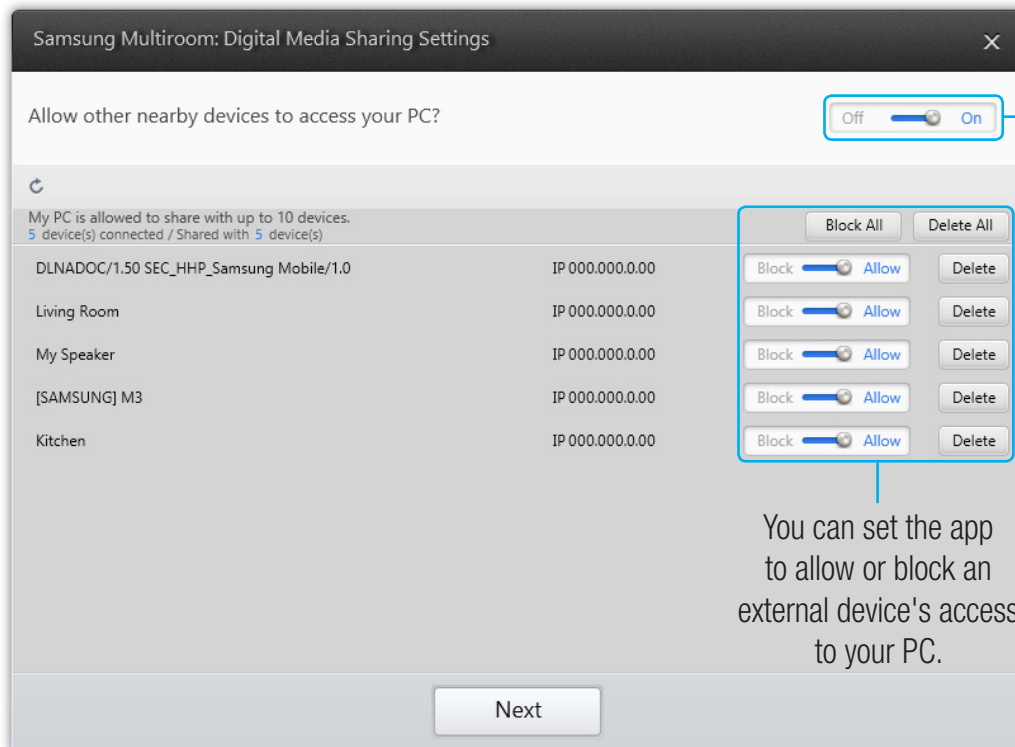 Samsung Multiroom: Digital Media Sharing Settings
Allow other nearby devices to access your PC? Off On
My PC is allowed to share with up to 10 devices.
5 device(s) connected / Shared with 5 device(s)
Block All Delete All
DLNADOC/1.50 SEC_HHP_Samsung Mobile/1.0 IP 000.000.0.00 Block Allow Delete
Living Room IP 000.000.0.00 Block Allow Delete
My Speaker IP 000.000.0.00 Block Allow Delete
[SAMSUNG] M3 IP 000.000.0.00 Block Allow Delete
Kitchen IP 000.000.0.00 Block Allow Delete
You can set the app
to allow or block an
external device's access
to your PC.
Next